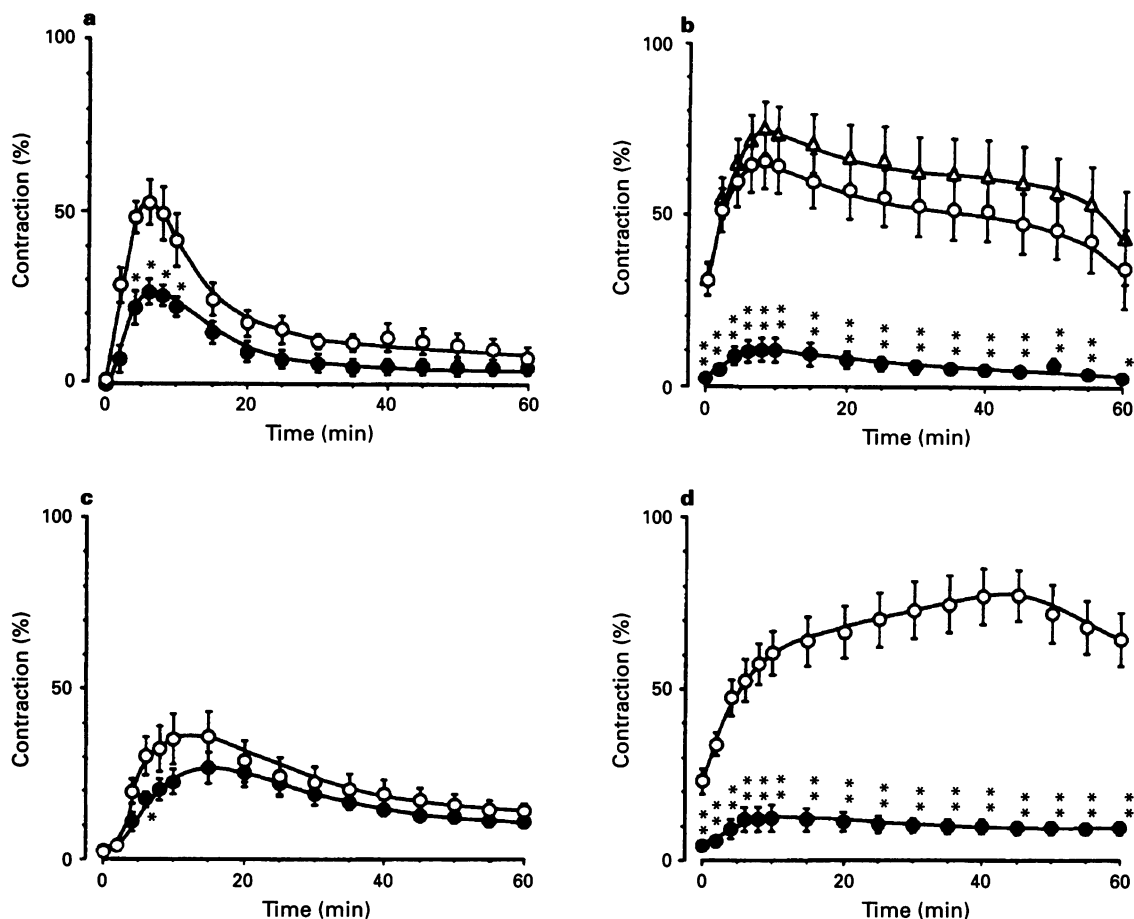 a
100
50
0
Contraction (%)
0
20
40
60
Time (min)
* * * *
b
100
50
0
Contraction (%)
** ** ** ** ** ** ** ** ** ** ** ** ** ** ** *
0
20
40
60
Time (min)
c
100
50
0
Contraction (%)
*
0
20
40
60
Time (min)
d
100
50
0
Contraction (%)
** ** ** ** ** ** ** ** ** ** ** ** ** ** ** **
0
20
40
60
Time (min)